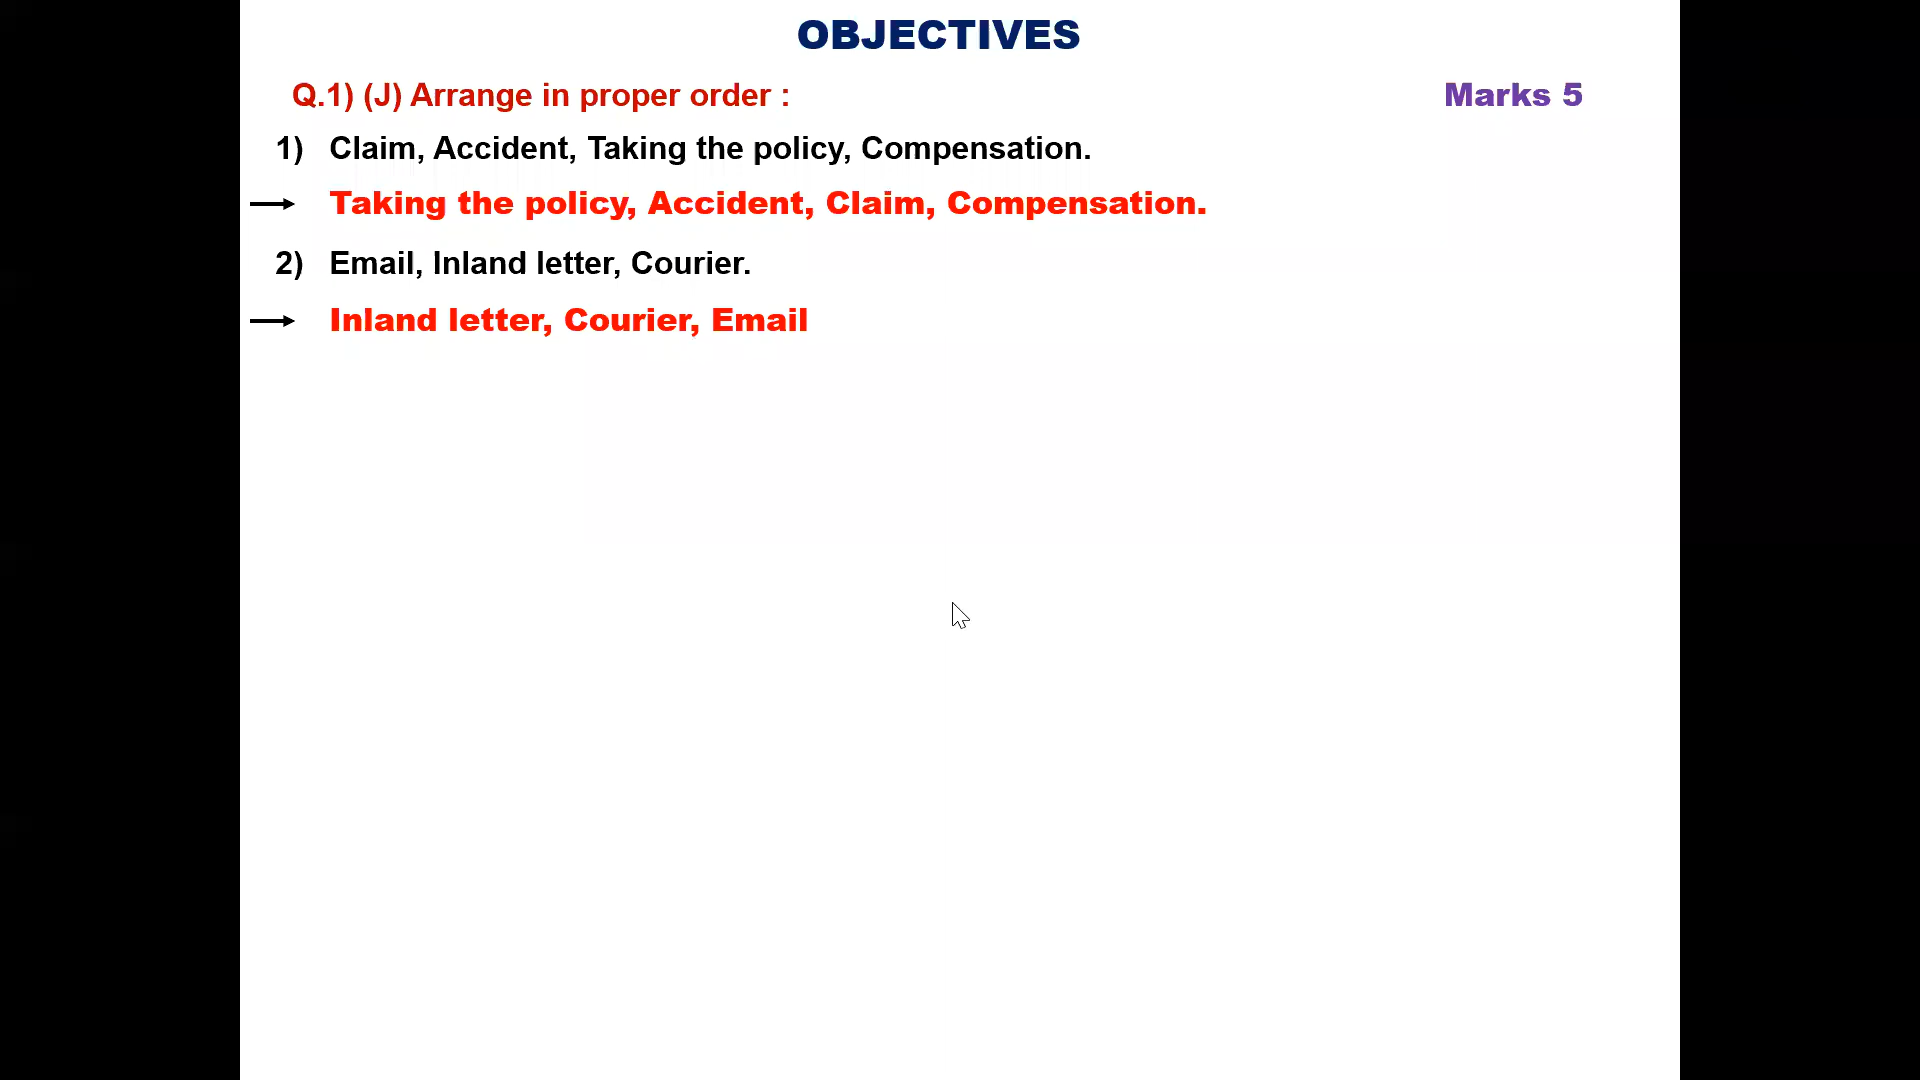 OBJECTIVES
Q.1) (J) Arrange in proper order : Marks 5
1) Claim, Accident, Taking the policy, Compensation.
Taking the policy, Accident, Claim, Compensation.
2) Email, Inland letter, Courier.
Inland letter, Courier, Email